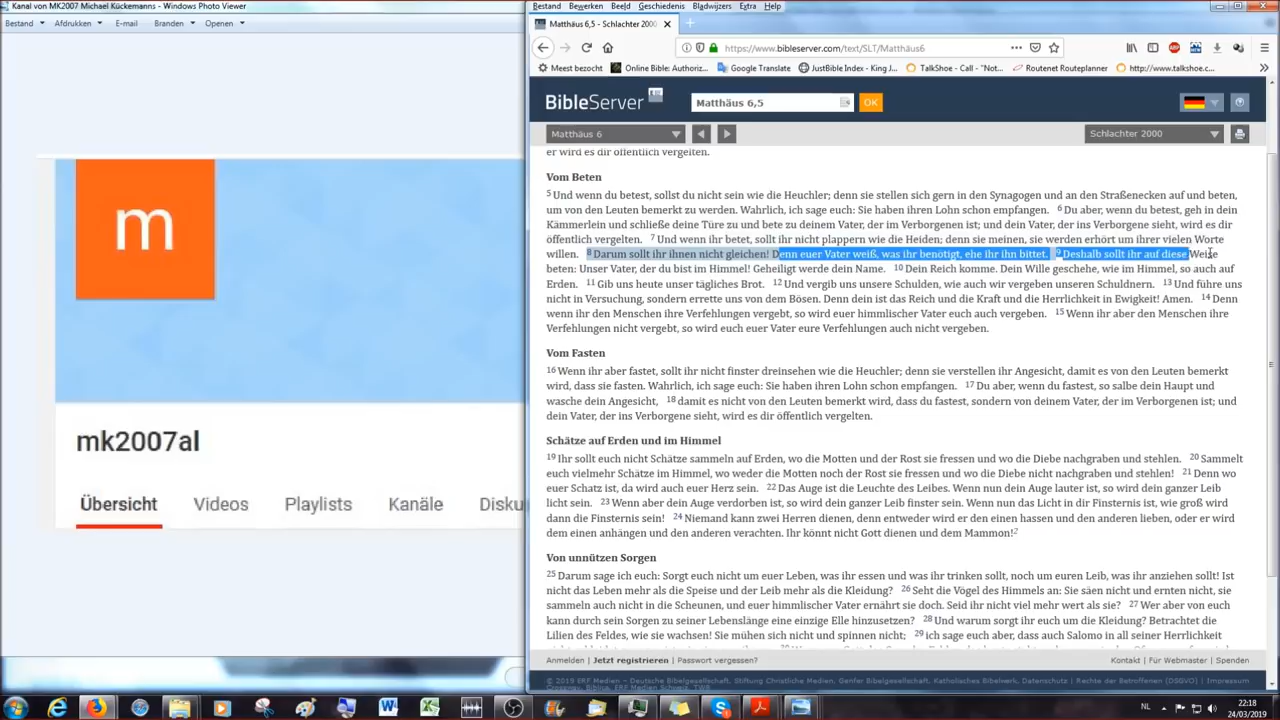 Kanal von MK2007 Michael Kückemanns - Windows Photo Viewer
Bestand Afdrukken E-mail Branden Openen
m
mk2007al
Übersicht Videos Playlists Kanäle Disku
Bestand Bewerken Beeld Geschiedenis Bladwijzers Extra Help
Matthäus 6,5 - Schlachter 2000
https://www.bibleserver.com/text/SLT/Matthäus6
Meest bezocht Online Bible: Authoriz... Google Translate JustBible Index - King J... TalkShoe - Call - "Not... Routenet Routeplanner http://www.talkshoe.c...
BibleServer Matthäus 6,5 OK
Matthäus 6 Schlachter 2000
er wird es dir öffentlich vergelten.
Vom Beten
5 Und wenn du betest, sollst du nicht sein wie die Heuchler; denn sie stellen sich gern in den Synagogen und an den Straßenecken auf und beten,
um von den Leuten bemerkt zu werden. Wahrlich, ich sage euch: Sie haben ihren Lohn schon empfangen. 6 Du aber, wenn du betest, geh in dein
Kämmerlein und schließe deine Türe zu und bete zu deinem Vater, der im Verborgenen ist; und dein Vater, der ins Verborgene sieht, wird es dir
öffentlich vergelten. 7 Und wenn ihr betet, sollt ihr nicht plappern wie die Heiden; denn sie meinen, sie werden erhört um ihrer vielen Worte
willen. 8 Darum sollt ihr ihnen nicht gleichen! Denn euer Vater weiß, was ihr benötigt, ehe ihr ihn bittet. 9 Deshalb sollt ihr auf diese Weise
beten: Unser Vater, der du bist im Himmel! Geheiligt werde dein Name. 10 Dein Reich komme. Dein Wille geschehe, wie im Himmel, so auch auf
Erden. 11 Gib uns heute unser tägliches Brot. 12 Und vergib uns unsere Schulden, wie auch wir vergeben unseren Schuldnern. 13 Und führe uns
nicht in Versuchung, sondern errette uns von dem Bösen. Denn dein ist das Reich und die Kraft und die Herrlichkeit in Ewigkeit! Amen. 14 Denn
wenn ihr den Menschen ihre Verfehlungen vergebt, so wird euer himmlischer Vater euch auch vergeben. 15 Wenn ihr aber den Menschen ihre
Verfehlungen nicht vergebt, so wird euch euer Vater eure Verfehlungen auch nicht vergeben.
Vom Fasten
16 Wenn ihr aber fastet, sollt ihr nicht finster dreinsehen wie die Heuchler; denn sie verstellen ihr Angesicht, damit es von den Leuten bemerkt
wird, dass sie fasten. Wahrlich, ich sage euch: Sie haben ihren Lohn schon empfangen. 17 Du aber, wenn du fastest, so salbe dein Haupt und
wasche dein Angesicht, 18 damit es nicht von den Leuten bemerkt wird, dass du fastest, sondern von deinem Vater, der im Verborgenen ist; und
dein Vater, der ins Verborgene sieht, wird es dir öffentlich vergelten.
Schätze auf Erden und im Himmel
19 Ihr sollt euch nicht Schätze sammeln auf Erden, wo die Motten und der Rost sie fressen und wo die Diebe nachgraben und stehlen. 20 Sammelt
euch vielmehr Schätze im Himmel, wo weder die Motten noch der Rost sie fressen und wo die Diebe nicht nachgraben und stehlen! 21 Denn wo
euer Schatz ist, da wird auch euer Herz sein. 22 Das Auge ist die Leuchte des Leibes. Wenn nun dein Auge lauter ist, so wird dein ganzer Leib
licht sein. 23 Wenn aber dein Auge verdorben ist, so wird dein ganzer Leib finster sein. Wenn nun das Licht in dir Finsternis ist, wie groß wird
dann die Finsternis sein! 24 Niemand kann zwei Herren dienen, denn entweder wird er den einen hassen und den anderen lieben, oder er wird
dem einen anhängen und den anderen verachten. Ihr könnt nicht Gott dienen und dem Mammon!2
Von unnützen Sorgen
25 Darum sage ich euch: Sorgt euch nicht um euer Leben, was ihr essen und was ihr trinken sollt, noch um euren Leib, was ihr anziehen sollt! Ist
nicht das Leben mehr als die Speise und der Leib mehr als die Kleidung? 26 Seht die Vögel des Himmels an: Sie säen nicht und ernten nicht, sie
sammeln auch nicht in die Scheunen, und euer himmlischer Vater ernährt sie doch. Seid ihr nicht viel mehr wert als sie? 27 Wer aber von euch
kann durch sein Sorgen zu seiner Lebenslänge eine einzige Elle hinzusetzen? 28 Und warum sorgt ihr euch um die Kleidung? Betrachtet die
Lilien des Feldes, wie sie wachsen! Sie mühen sich nicht und spinnen nicht; 29 ich sage euch aber, dass auch Salomo in all seiner Herrlichkeit
Anmelden | Jetzt registrieren | Passwort vergessen? Kontakt | Für Webmaster | Spenden
© 2019 ERF Medien – Deutsche Bibelgesellschaft, Stiftung Christliche Medien, Genfer Bibelgesellschaft, Katholisches Bibelwerk, Datenschutz | Rechte der Betroffenen (DSGVO) | Impressum
Crossway, Biblica, ERF Medien Schweiz, TWR
NL 22:18
24/03/2019